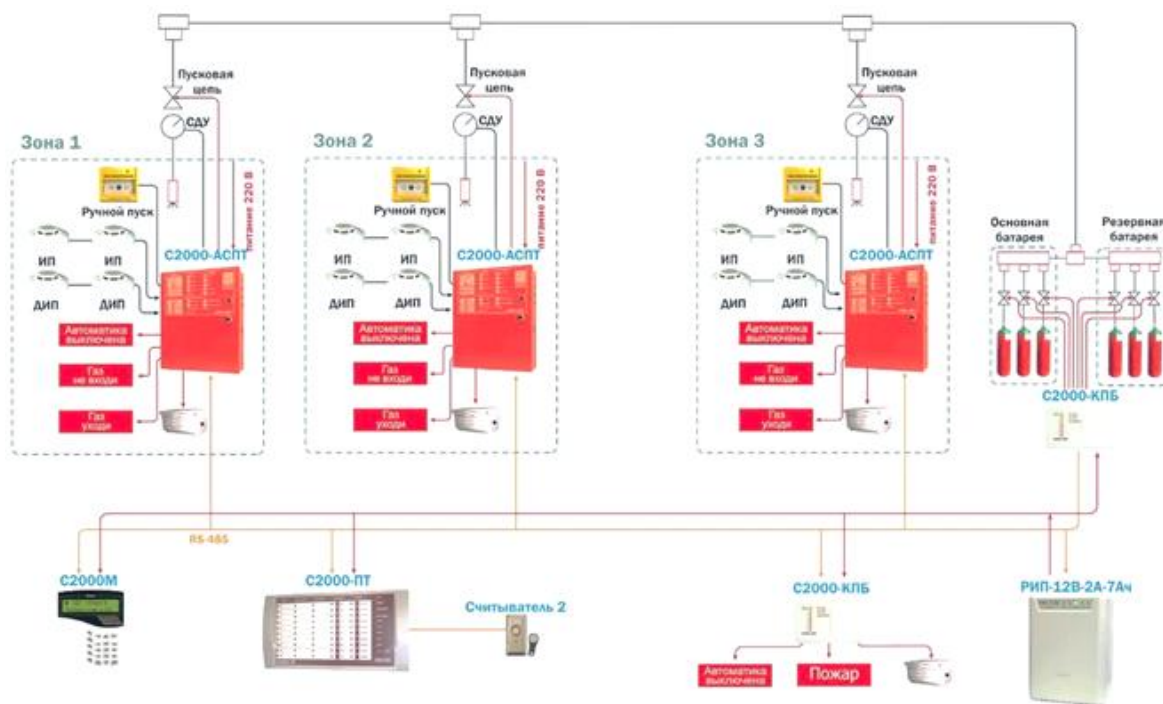 Пусковая
цепь
СДУ
Зона 1
питание 220 В
Ручной пуск
С2000-АСПТ
ИП
ИП
ДИП
ДИП
Автоматика
выключена
Газ
не входи
Газ
уходи
Пусковая
цепь
СДУ
Зона 2
питание 220 В
Ручной пуск
С2000-АСПТ
ИП
ИП
ДИП
ДИП
Автоматика
выключена
Газ
не входи
Газ
уходи
Пусковая
цепь
СДУ
Зона 3
питание 220 В
Ручной пуск
С2000-АСПТ
ИП
ИП
ДИП
ДИП
Автоматика
выключена
Газ
не входи
Газ
уходи
Основная
батарея
Резервная
батарея
С2000-КПБ
RS-485
С2000М
С2000-ПТ
Считыватель 2
С2000-КПБ
Автоматика
выключена
Пожар
РИП-12В-2А-7Ач